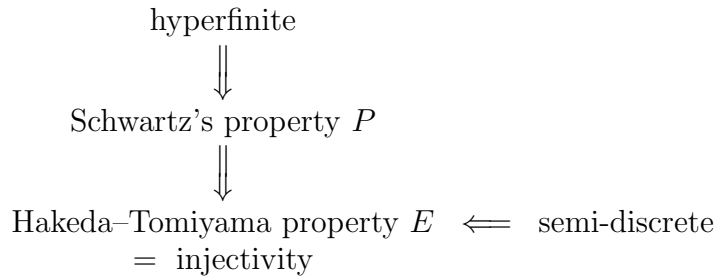 hyperfinite
⇓
Schwartz's property P
⇓
Hakeda–Tomiyama property E ⟸ semi-discrete
= injectivity